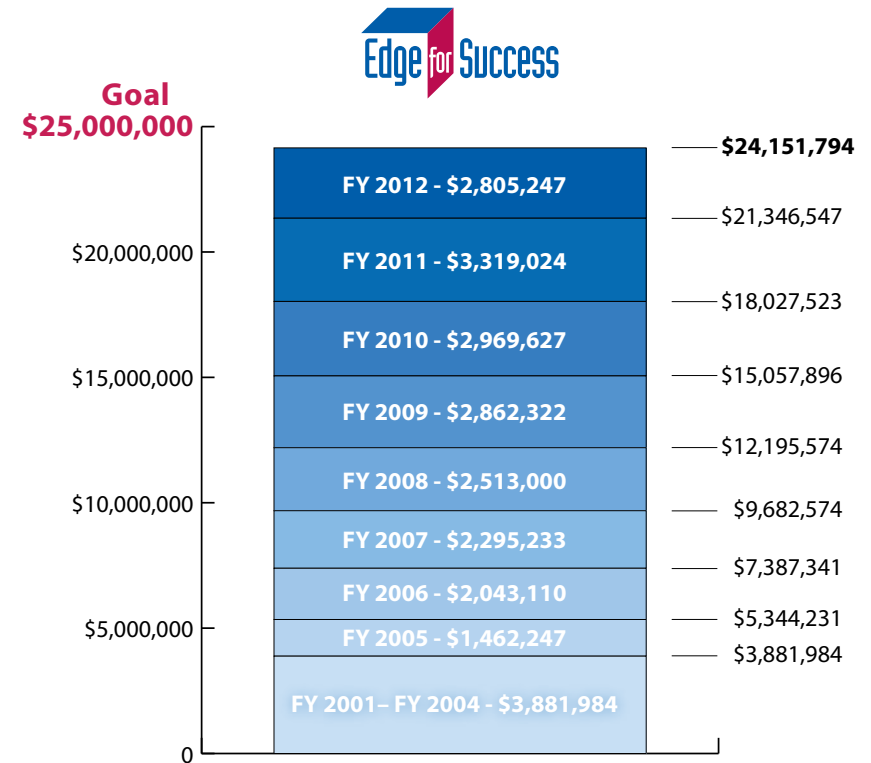 Edge for Success
Goal
$25,000,000
$24,151,794
FY 2012 - $2,805,247
$21,346,547
$20,000,000
FY 2011 - $3,319,024
$18,027,523
FY 2010 - $2,969,627
$15,000,000
$15,057,896
FY 2009 - $2,862,322
$12,195,574
FY 2008 - $2,513,000
$10,000,000
$9,682,574
FY 2007 - $2,295,233
$7,387,341
FY 2006 - $2,043,110
$5,344,231
$5,000,000
FY 2005 - $1,462,247
$3,881,984
FY 2001– FY 2004 - $3,881,984
0